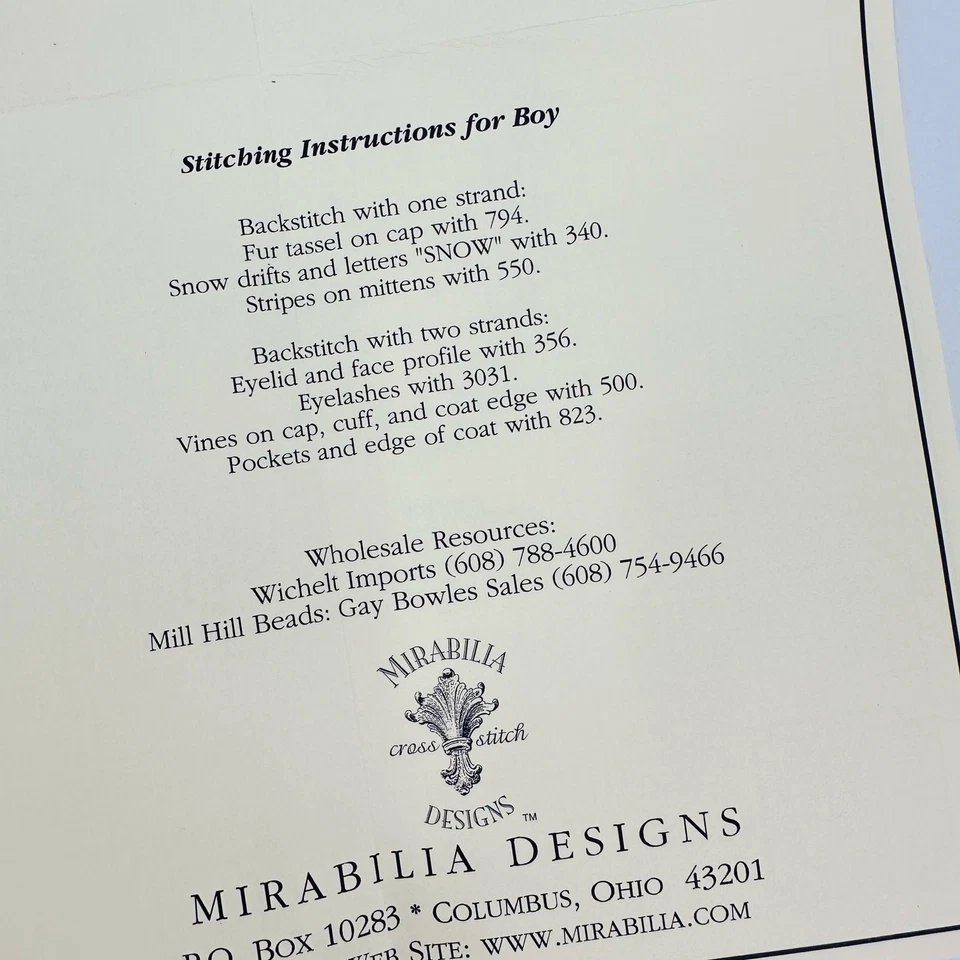 Stitching Instructions for Boy
Backstitch with one strand:
Fur tassel on cap with 794.
Snow drifts and letters "SNOW" with 340.
Stripes on mittens with 550.
Backstitch with two strands:
Eyelid and face profile with 356.
Eyelashes with 3031.
Vines on cap, cuff, and coat edge with 500.
Pockets and edge of coat with 823.
Wholesale Resources:
Wichelt Imports (608) 788-4600
Mill Hill Beads: Gay Bowles Sales (608) 754-9466
MIRABILIA
cross stitch
DESIGNS ™
MIRABILIA DESIGNS
P.O. BOX 10283 * COLUMBUS, OHIO 43201
WEB SITE: WWW.MIRABILIA.COM